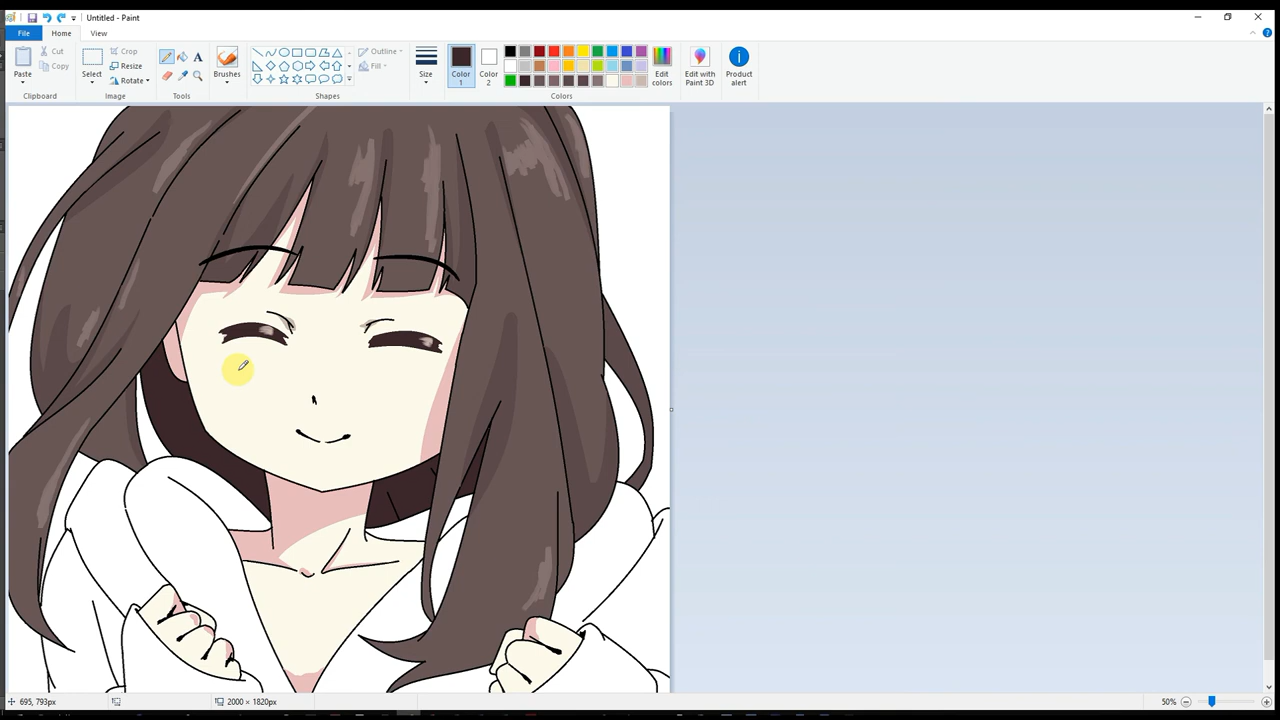 Untitled - Paint
File Home View
Paste Cut Copy
Clipboard
Select Crop Resize Rotate
Image
A
Tools
Brushes
Outline Fill
Shapes
Size
Color 1
Color 2
Edit colors
Edit with Paint 3D
Product alert
Colors
695, 793px 2000 × 1820px 50%